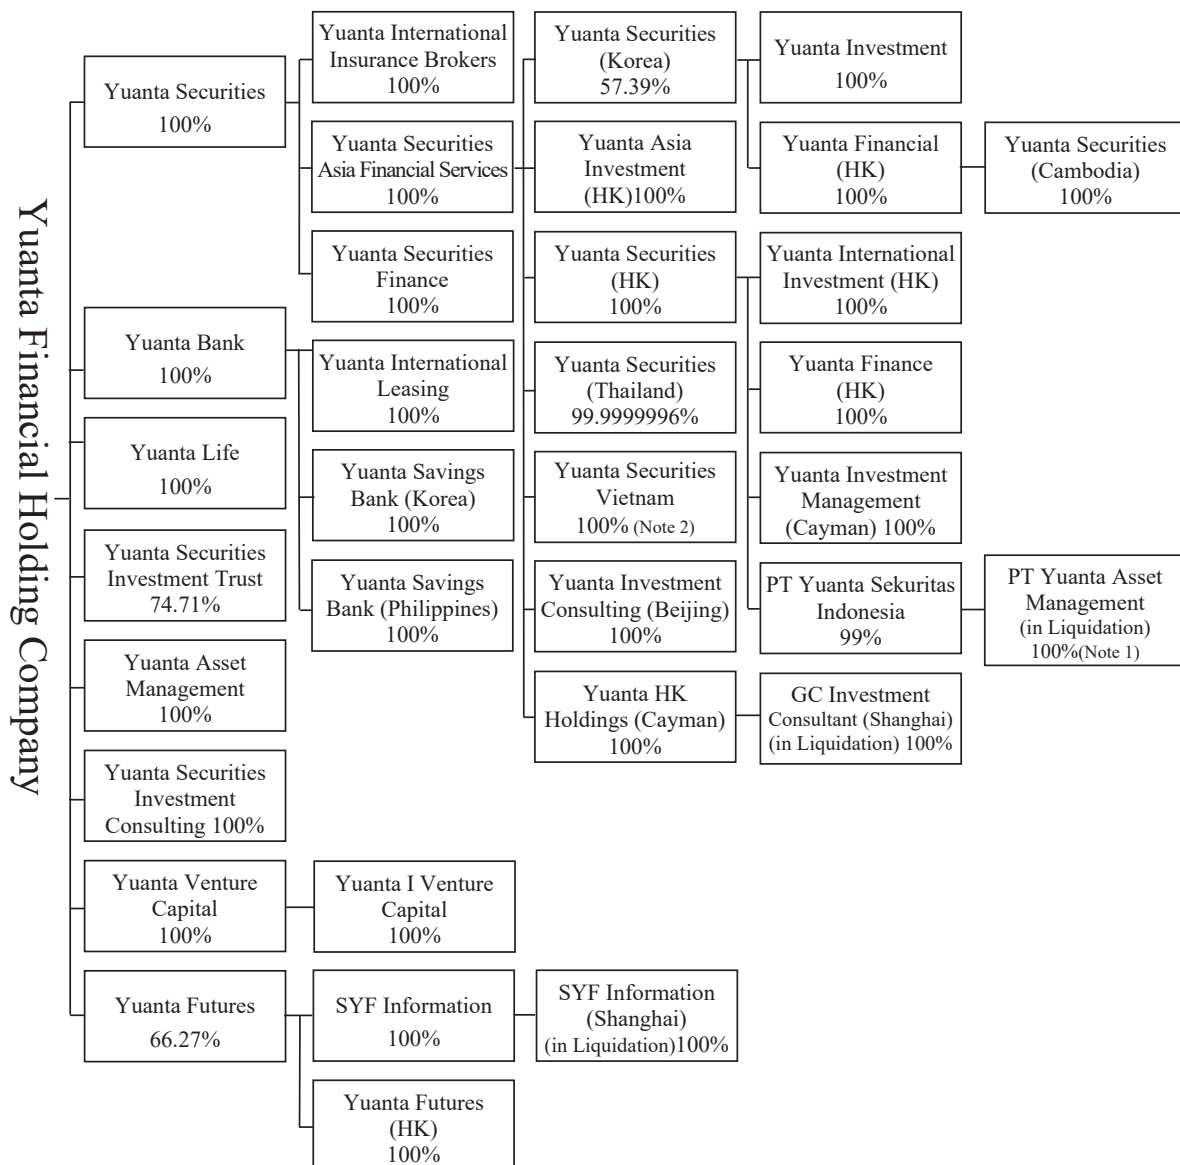 Yuanta Financial Holding Company
Yuanta Securities
100%
Yuanta Bank
100%
Yuanta Life
100%
Yuanta Securities
Investment Trust
74.71%
Yuanta Asset
Management
100%
Yuanta Securities
Investment
Consulting 100%
Yuanta Venture
Capital
100%
Yuanta Futures
66.27%
Yuanta International
Insurance Brokers
100%
Yuanta Securities
Asia Financial Services
100%
Yuanta Securities
Finance
100%
Yuanta International
Leasing
100%
Yuanta Savings
Bank (Korea)
100%
Yuanta Savings
Bank (Philippines)
100%
Yuanta I Venture
Capital
100%
SYF Information
100%
Yuanta Futures
(HK)
100%
Yuanta Securities
(Korea)
57.39%
Yuanta Asia
Investment
(HK)100%
Yuanta Securities
(HK)
100%
Yuanta Securities
(Thailand)
99.9999996%
Yuanta Securities
Vietnam
100% (Note 2)
Yuanta Investment
Consulting (Beijing)
100%
Yuanta HK
Holdings (Cayman)
100%
SYF Information
(Shanghai)
(in Liquidation)100%
Yuanta Investment
100%
Yuanta Financial
(HK)
100%
Yuanta International
Investment (HK)
100%
Yuanta Finance
(HK)
100%
Yuanta Investment
Management
(Cayman) 100%
PT Yuanta Sekuritas
Indonesia
99%
GC Investment
Consultant (Shanghai)
(in Liquidation) 100%
Yuanta Securities
(Cambodia)
100%
PT Yuanta Asset
Management
(in Liquidation)
100%(Note 1)